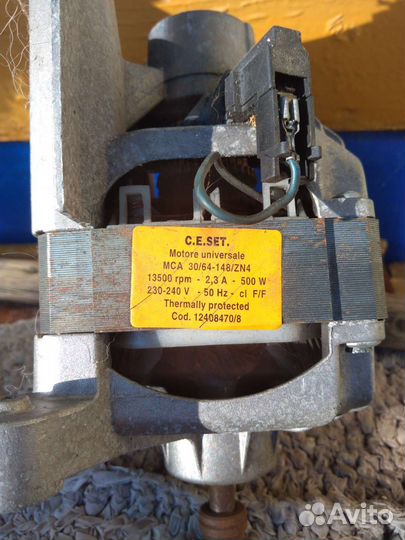 C.E.SET.
Motore universale
MCA 30/64-148/ZN4
13500 rpm - 2,3 A - 500 W
230-240 V - 50 Hz - cl F/F
Thermally protected
Cod. 12408470/8
Avito